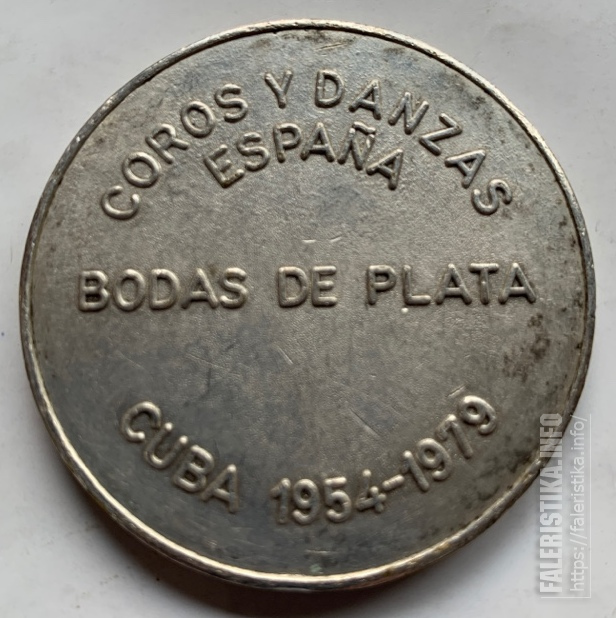 COROS Y DANZAS
ESPAÑA
BODAS DE PLATA
CUBA 1954-1979
FALERISTIKA.INFO
https://faleristika.info/